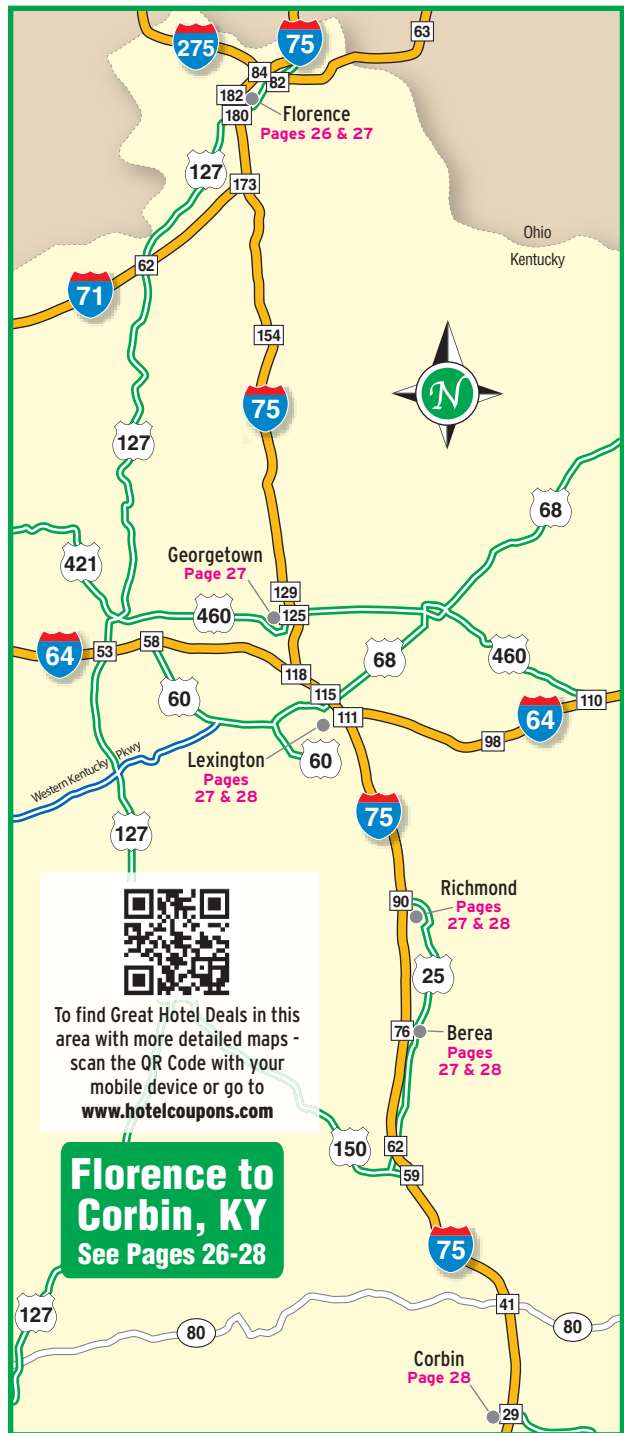 275
75
63
84
82
182
180
Florence
Pages 26 & 27
127
173
Ohio
Kentucky
62
71
154
75
N
127
68
421
Georgetown
Page 27
129
125
460
68
460
64
53
58
118
115
110
60
111
64
98
Lexington
Pages
27 & 28
60
Western Kentucky Pkwy
75
127
90
Richmond
Pages
27 & 28
25
76
Berea
Pages
27 & 28
To find Great Hotel Deals in this
area with more detailed maps -
scan the QR Code with your
mobile device or go to
www.hotelcoupons.com
150
62
59
Florence to
Corbin, KY
See Pages 26-28
75
127
80
41
80
Corbin
Page 28
29